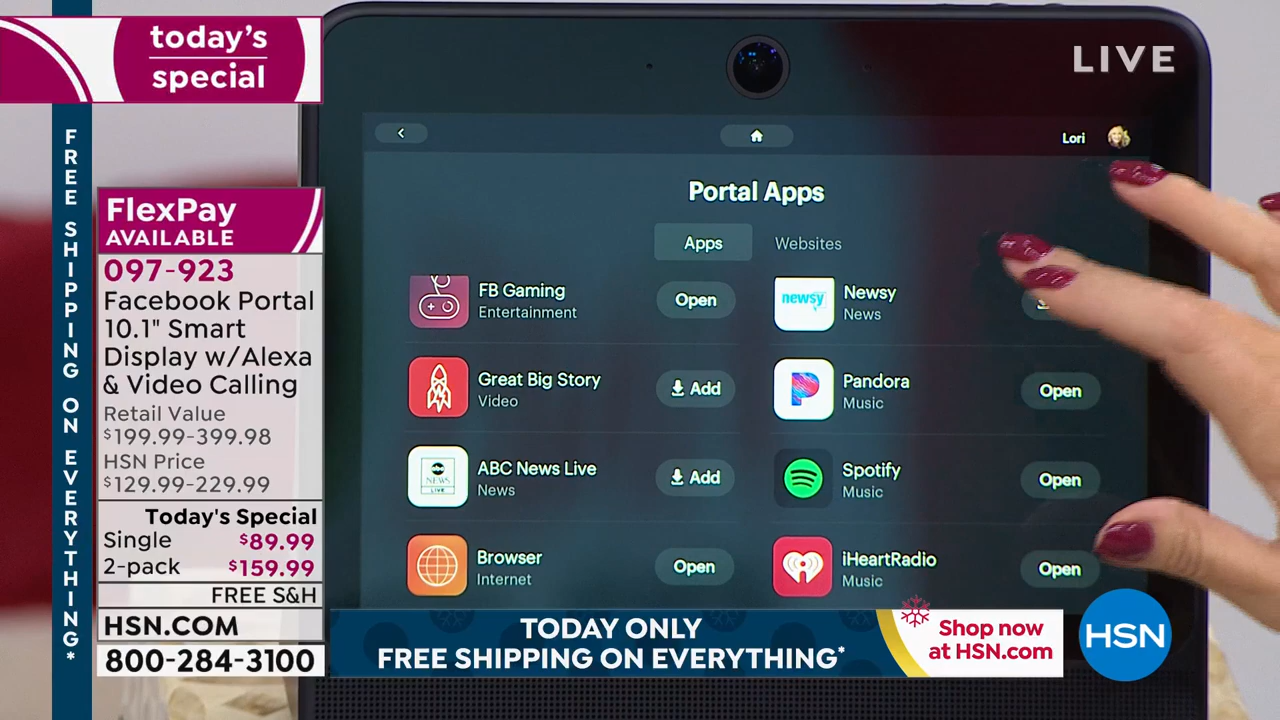 today's
special
LIVE
FREE SHIPPING ON EVERYTHING*
FlexPay
AVAILABLE
097-923
Facebook Portal
10.1" Smart
Display w/Alexa
& Video Calling
Retail Value
$199.99-399.98
HSN Price
$129.99-229.99
Today's Special
Single $89.99
2-pack $159.99
FREE S&H
HSN.COM
800-284-3100
Lori
Portal Apps
Apps Websites
FB Gaming
Entertainment
Open
Newsy
News
newsy
Great Big Story
Video
Add
Pandora
Music
Open
ABC News Live
News
Add
abc
NEWS
LIVE
Spotify
Music
Open
Browser
Internet
Open
iHeartRadio
Music
Open
TODAY ONLY
FREE SHIPPING ON EVERYTHING*
Shop now
at HSN.com
HSN